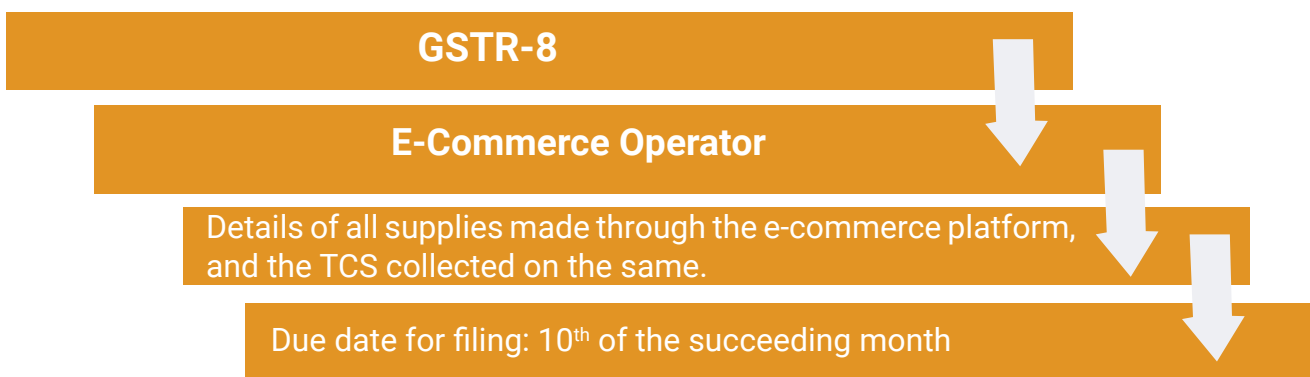 GSTR-8
E-Commerce Operator
Details of all supplies made through the e-commerce platform,
and the TCS collected on the same.
Due date for filing: 10th of the succeeding month